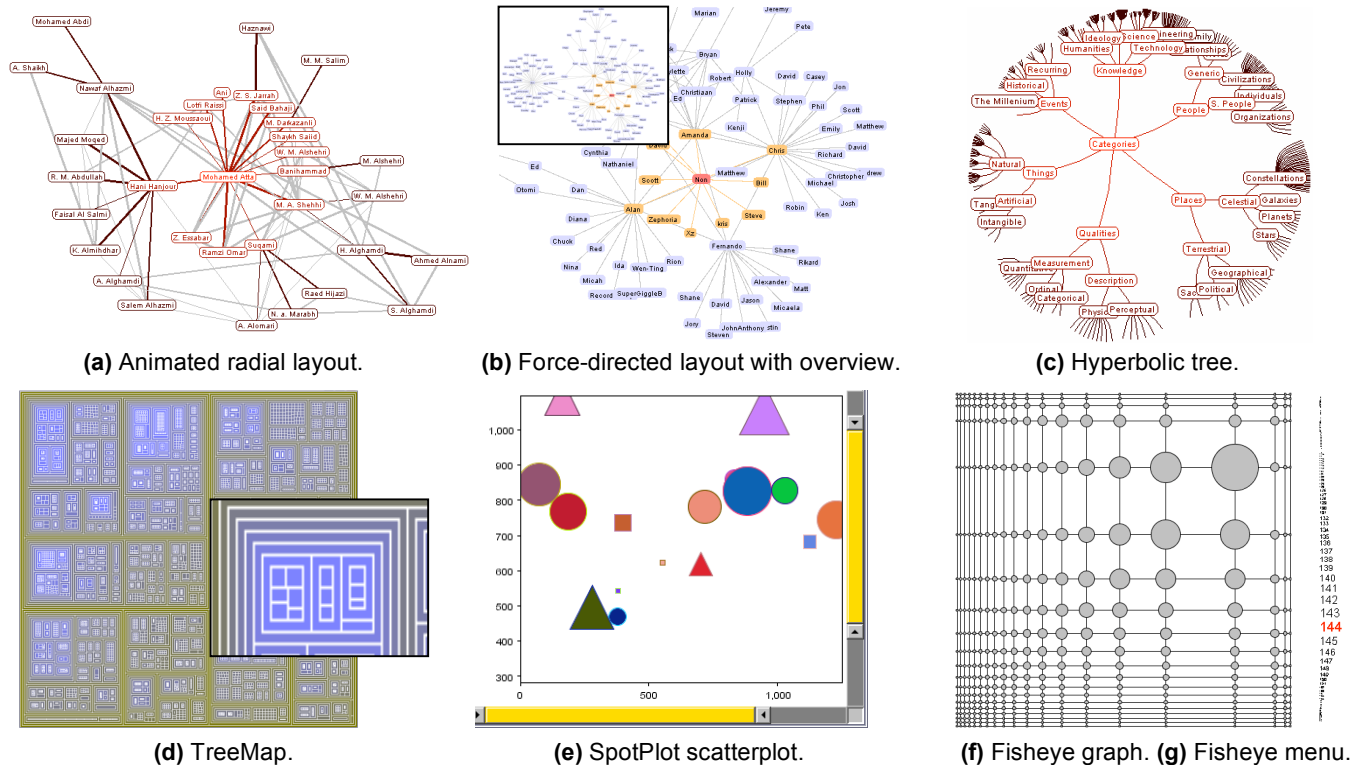 Mohamed Abdi
Haznawi
A. Shaikh
M. M. Salim
Nawaf Alhazmi
Ani
Z. S. Jarrah
Lotfi Raissi
Said Bahaji
H. Z. Moussaoui
M. Darkazanli
Majed Moqed
Shaykh Saiid
W. M. Alshehri
M. Alshehri
R. M. Abdullah
Hani Hanjour
Mohamed Atta
Banihammad
W. M. Alshehri
Faisal Al Salmi
M. A. Shehhi
Z. Essabar
Suqami
K. Almihdhar
Ramzi Omar
H. Alghamdi
Ahmed Alnami
A. Alghamdi
Raed Hijazi
Salem Alhazmi
N. a. Marabh
S. Alghamdi
A. Alomari
(a) Animated radial layout.
Marian
Jeremy
Pete
Bryan
Robert
Holly
David
Casey
Jon
Ed
Christiaan
Patrick
Stephen
Phil
Scott
Amanda
Kenji
Emily
Matthew
Cynthia
Chris
David
Ed
Nathaniel
Richard
Scott
Non
Matthew
Bill
Christopher
drew
Otomi
Dan
Michael
Alan
Zephoria
kris
Steve
Robin
Josh
Ken
Diana
Xz
Chuok
Red
Fernando
Shane
Nina
Ida
Rion
Rikard
Micah
Wen-Ting
Alexander
Matt
Record
SuperGiggleB
Shane
David
Jason
Micaela
Jory
Steven
JohnAnthony
stin
(b) Force-directed layout with overview.
Ideology
Science
Humanities
Technology
Recurring
Knowledge
Generic
Historical
Civilizations
The Millenium
Events
People
Individuals
S. People
Organizations
Categories
Natural
Things
Constellations
Artificial
Places
Celestial
Galaxies
Intangible
Planets
Qualities
Stars
Terrestrial
Measurement
Geographical
Description
Ordinal
Categorical
Political
Perceptual
(c) Hyperbolic tree.
(d) TreeMap.
1,000
900
800
700
600
500
400
300
0
500
1,000
(e) SpotPlot scatterplot.
136
137
138
139
140
141
142
143
144
145
146
147
(f) Fisheye graph. (g) Fisheye menu.